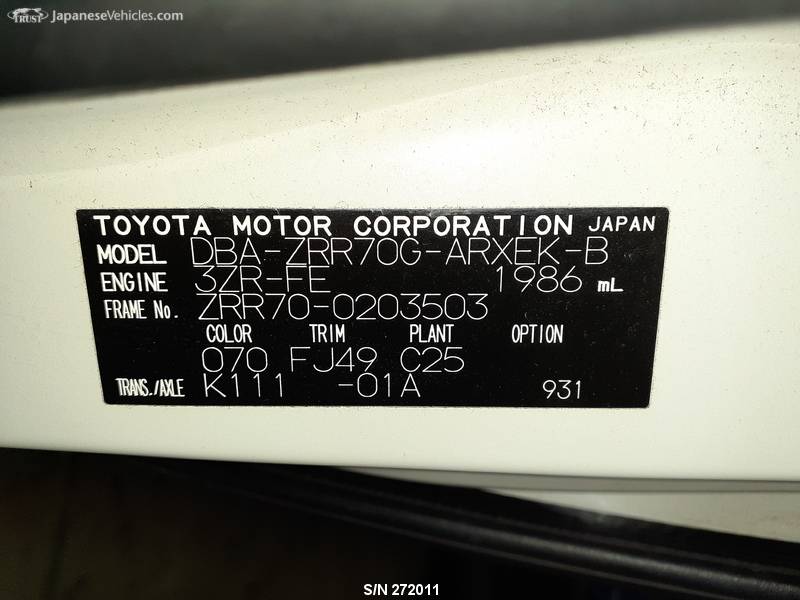 TRUST JapaneseVehicles.com
TOYOTA MOTOR CORPORATION JAPAN
MODEL DBA-ZRR70G-ARXEK-B
ENGINE 3ZR-FE 1986 mL
FRAME No. ZRR70-0203503
COLOR TRIM PLANT OPTION
070 FJ49 C25
TRANS./AXLE K111 -01A 931
S/N 272011